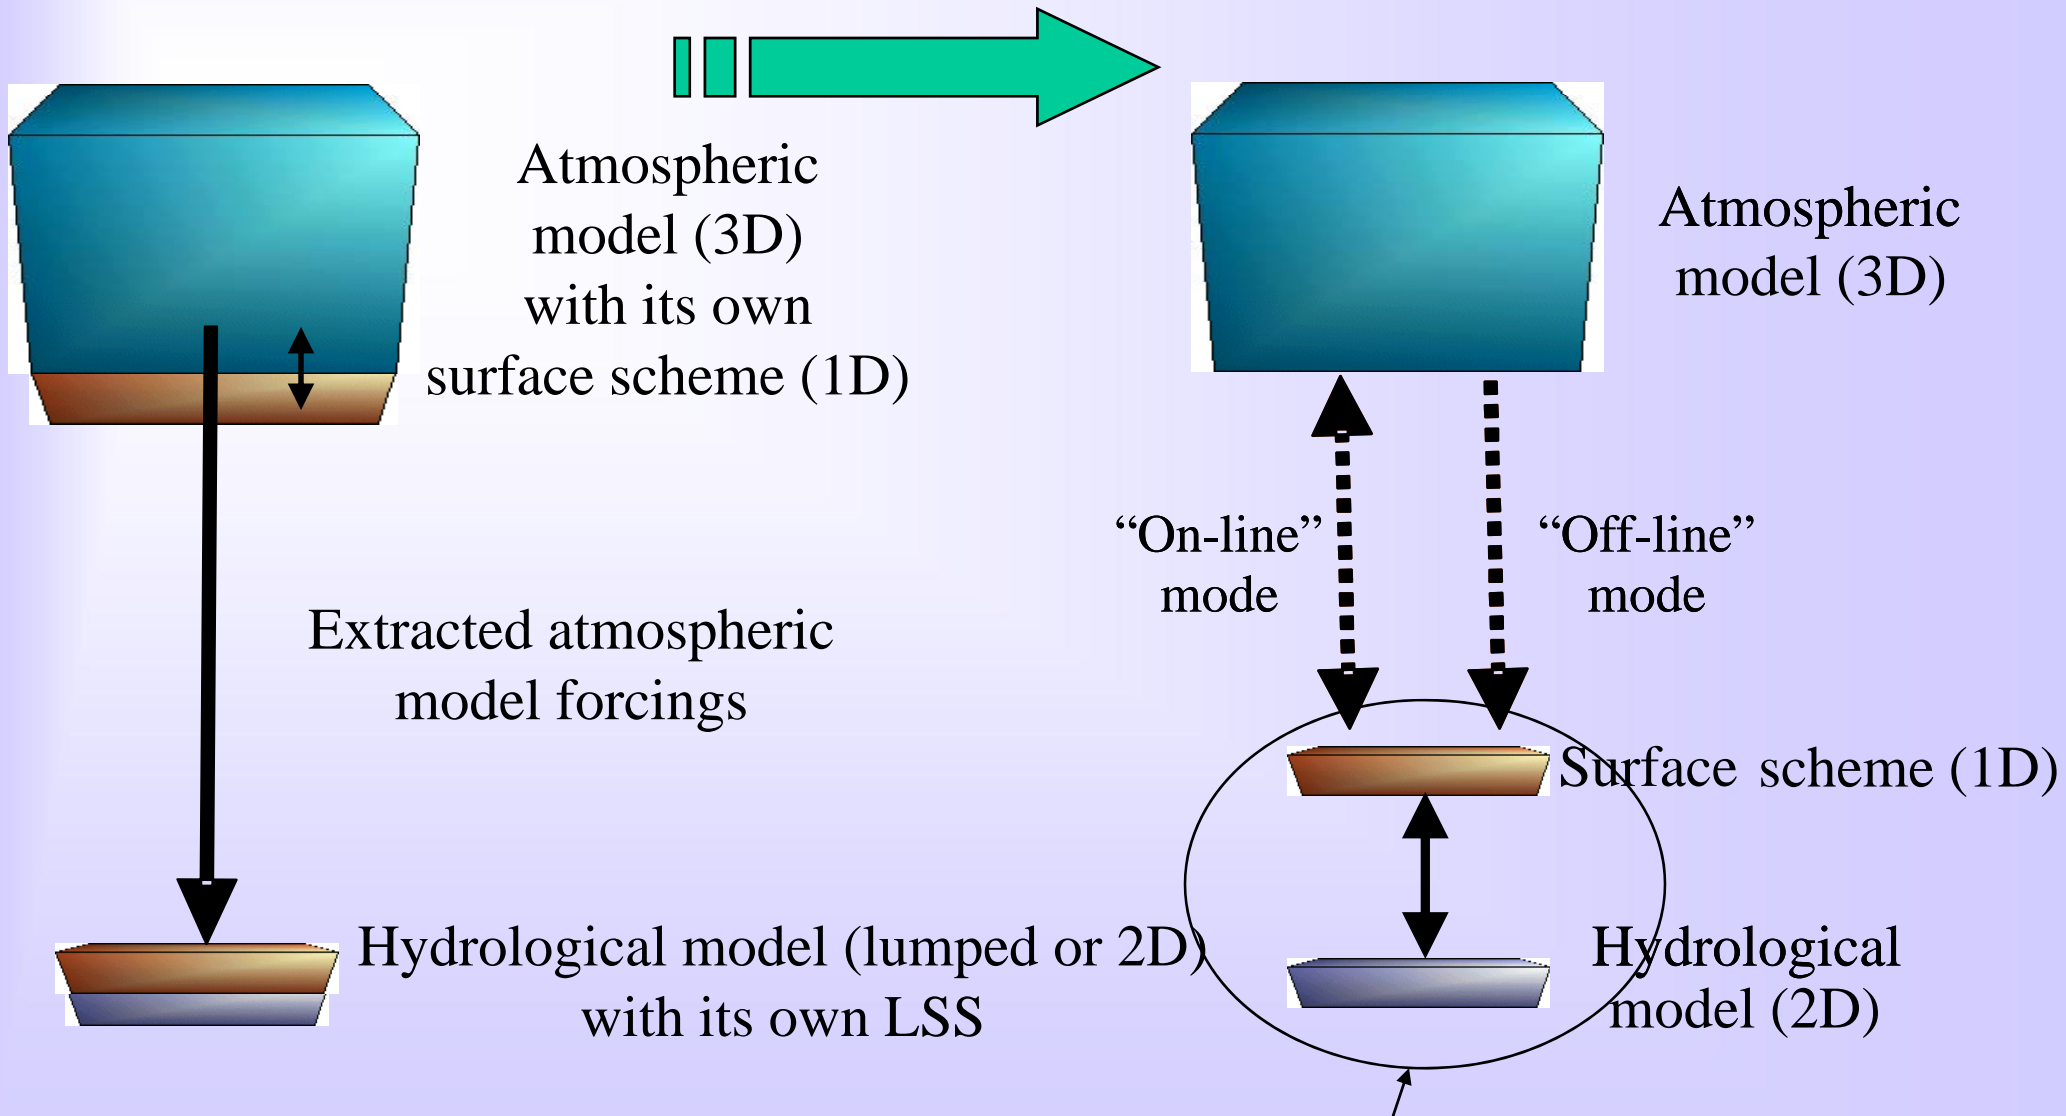 Atmospheric
model (3D)
with its own
surface scheme (1D)
Extracted atmospheric
model forcings
Hydrological model (lumped or 2D)
with its own LSS
Atmospheric
model (3D)
“On-line”
mode
“Off-line”
mode
Surface scheme (1D)
Hydrological
model (2D)